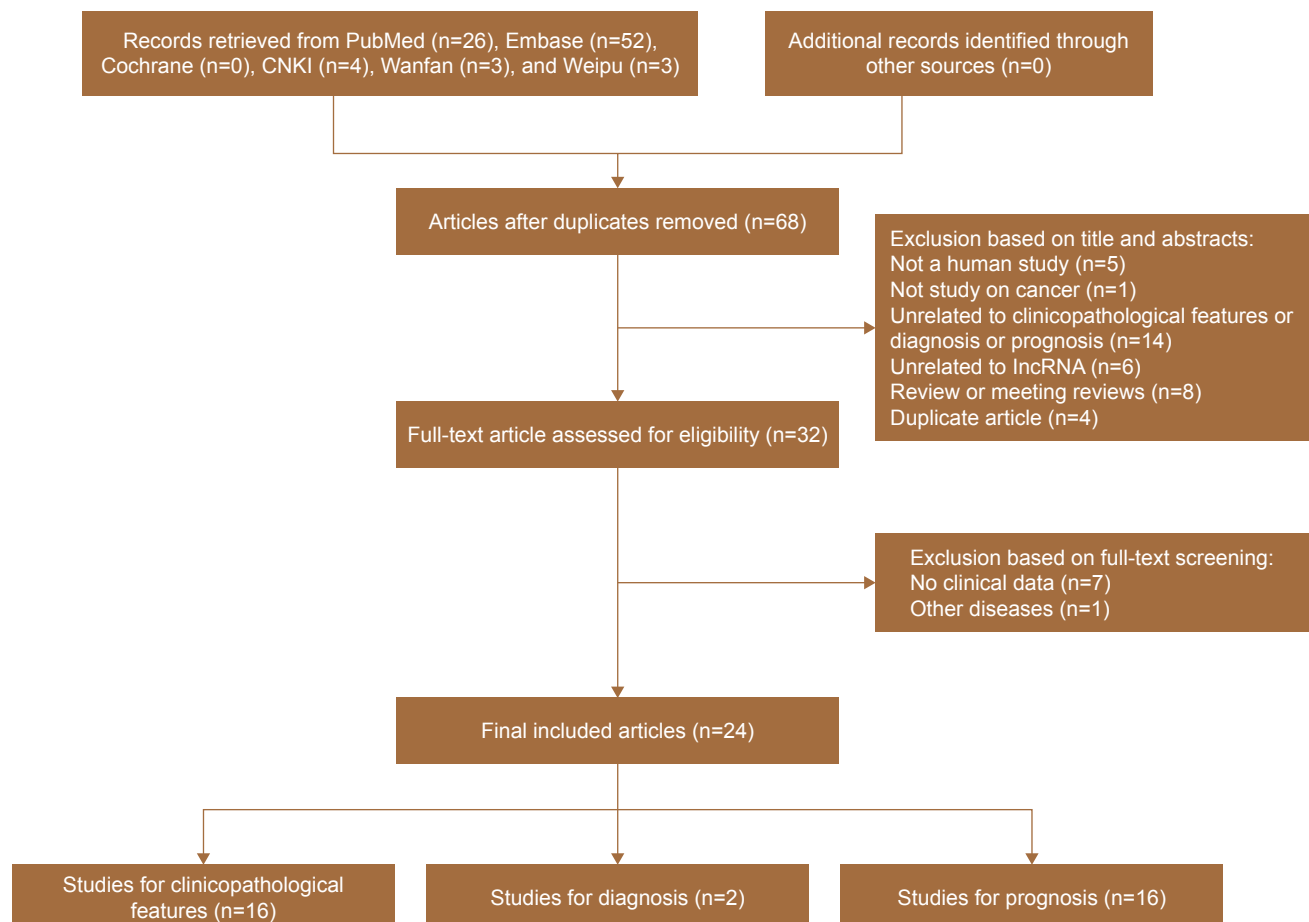 Records retrieved from PubMed (n=26), Embase (n=52),
Cochrane (n=0), CNKI (n=4), Wanfan (n=3), and Weipu (n=3)
Additional records identified through
other sources (n=0)
Articles after duplicates removed (n=68)
Exclusion based on title and abstracts:
Not a human study (n=5)
Not study on cancer (n=1)
Unrelated to clinicopathological features or
diagnosis or prognosis (n=14)
Unrelated to lncRNA (n=6)
Review or meeting reviews (n=8)
Duplicate article (n=4)
Full-text article assessed for eligibility (n=32)
Exclusion based on full-text screening:
No clinical data (n=7)
Other diseases (n=1)
Final included articles (n=24)
Studies for clinicopathological
features (n=16)
Studies for diagnosis (n=2)
Studies for prognosis (n=16)